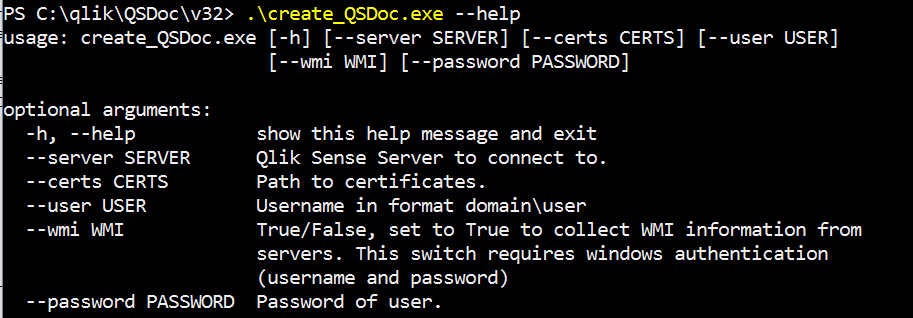 PS C:\qlik\QSDoc\v32> .\create_QSDoc.exe --help
usage: create_QSDoc.exe [-h] [--server SERVER] [--certs CERTS] [--user USER]
                        [--wmi WMI] [--password PASSWORD]

optional arguments:
  -h, --help           show this help message and exit
  --server SERVER      Qlik Sense Server to connect to.
  --certs CERTS        Path to certificates.
  --user USER          Username in format domain\user
  --wmi WMI            True/False, set to True to collect WMI information from
                       servers. This switch requires windows authentication
                       (username and password)
  --password PASSWORD  Password of user.